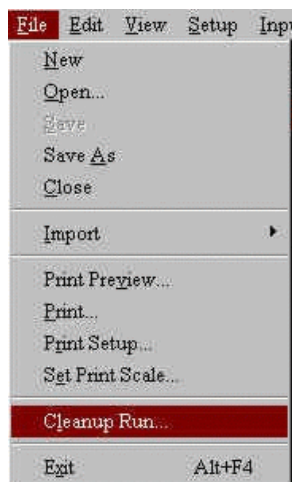 File Edit View Setup Inpu
New
Open...
Save
Save As
Close
Import
Print Preview...
Print...
Print Setup...
Set Print Scale...
Cleanup Run...
Exit Alt+F4